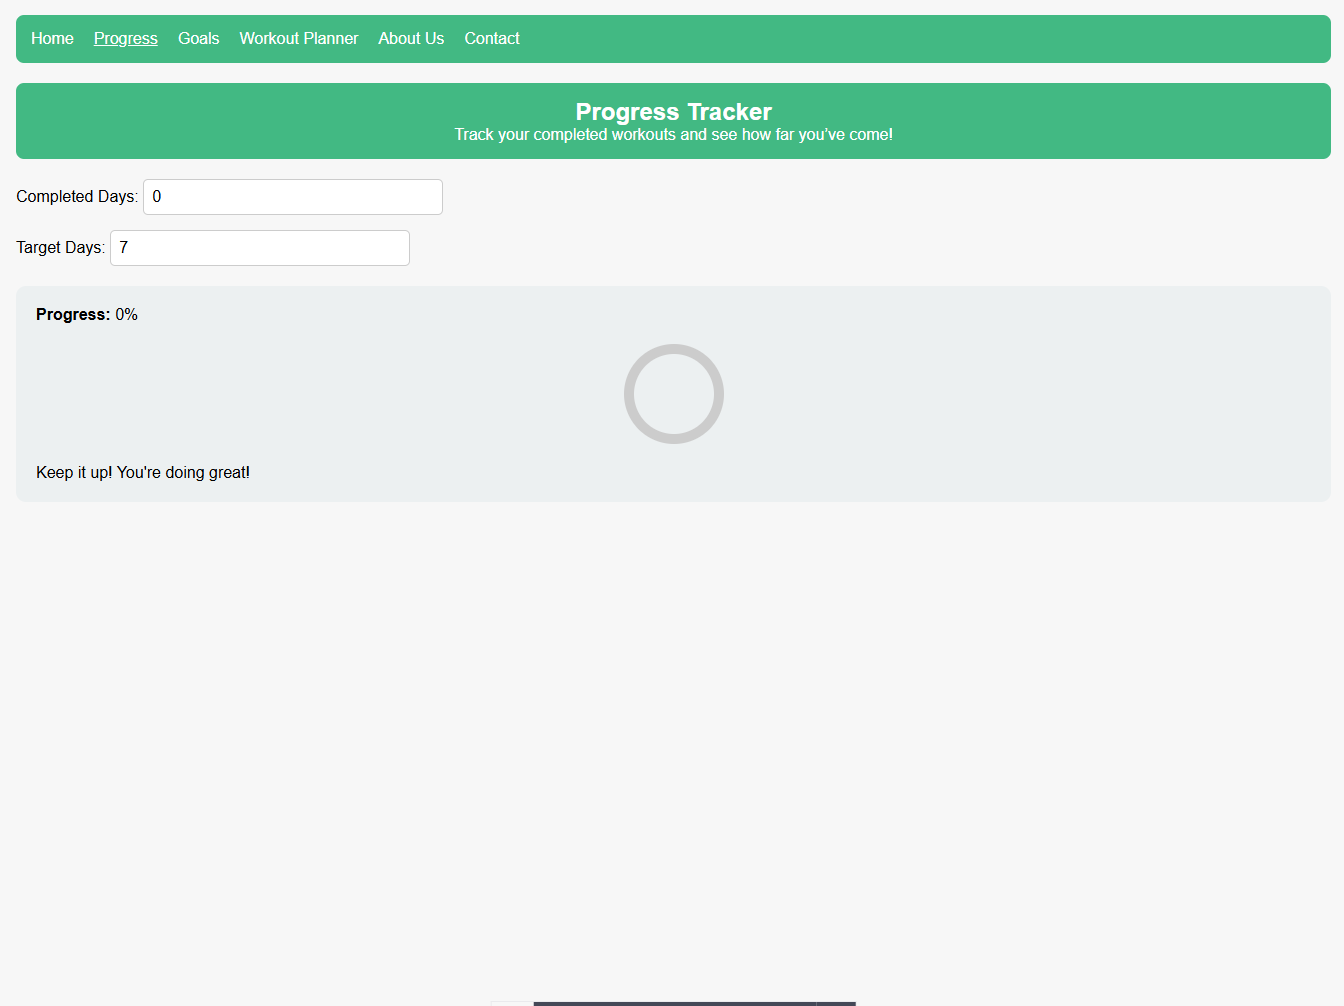 Home Progress Goals Workout Planner About Us Contact
Progress Tracker
Track your completed workouts and see how far you’ve come!
Completed Days: 0
Target Days: 7
Progress: 0%
Keep it up! You're doing great!